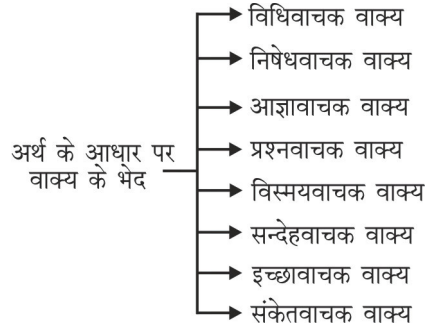 विधिवाचक वाक्य
निषेधवाचक वाक्य
आज्ञावाचक वाक्य
अर्थ के आधार पर
वाक्य के भेद
प्रश्नवाचक वाक्य
विस्मयवाचक वाक्य
सन्देहवाचक वाक्य
इच्छावाचक वाक्य
संकेतवाचक वाक्य